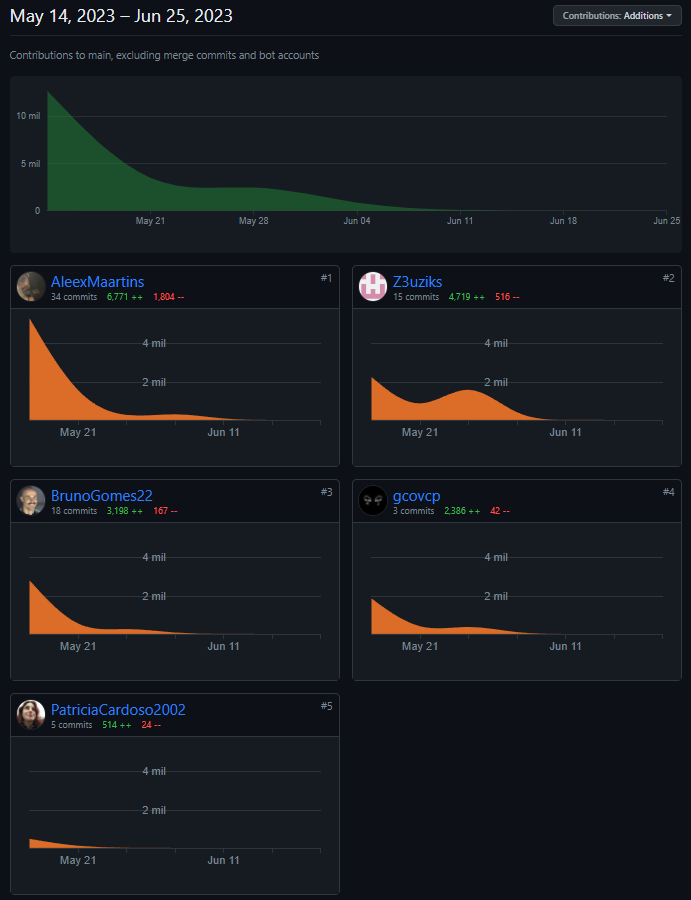 May 14, 2023 – Jun 25, 2023
Contributions: Additions
Contributions to main, excluding merge commits and bot accounts
10 mil
5 mil
0
May 21 May 28 Jun 04 Jun 11 Jun 18 Jun 25
AleexMaartins #1
34 commits 6,771 ++ 1,804 --
4 mil
2 mil
May 21 Jun 11
Z3uziks #2
15 commits 4,719 ++ 516 --
4 mil
2 mil
May 21 Jun 11
BrunoGomes22 #3
18 commits 3,198 ++ 167 --
4 mil
2 mil
May 21 Jun 11
gcovcp #4
3 commits 2,386 ++ 42 --
4 mil
2 mil
May 21 Jun 11
PatriciaCardoso2002 #5
5 commits 514 ++ 24 --
4 mil
2 mil
May 21 Jun 11